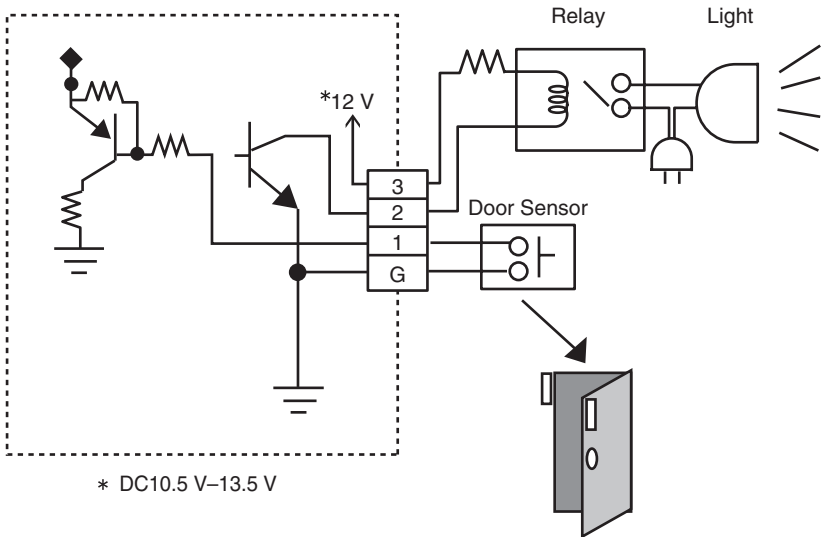 Relay
Light
*12 V
3
2
1
G
Door Sensor
* DC10.5 V–13.5 V